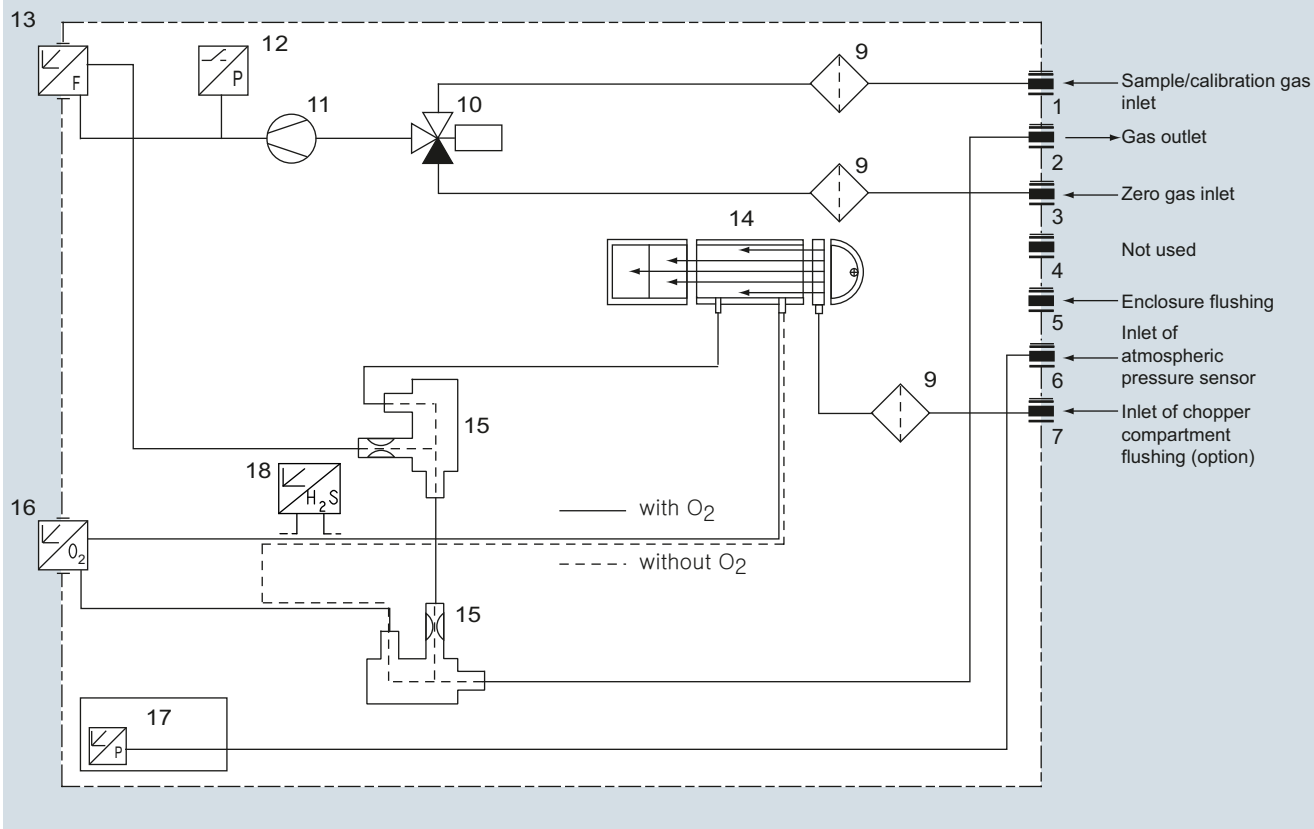 13
F
12
P
11
10
9
1
Sample/calibration gas
inlet
2
Gas outlet
9
3
Zero gas inlet
14
4
Not used
5
Enclosure flushing
6
Inlet of
atmospheric
pressure sensor
9
7
Inlet of chopper
compartment
flushing (option)
15
18
H2S
16
O2
with O2
without O2
15
17
P